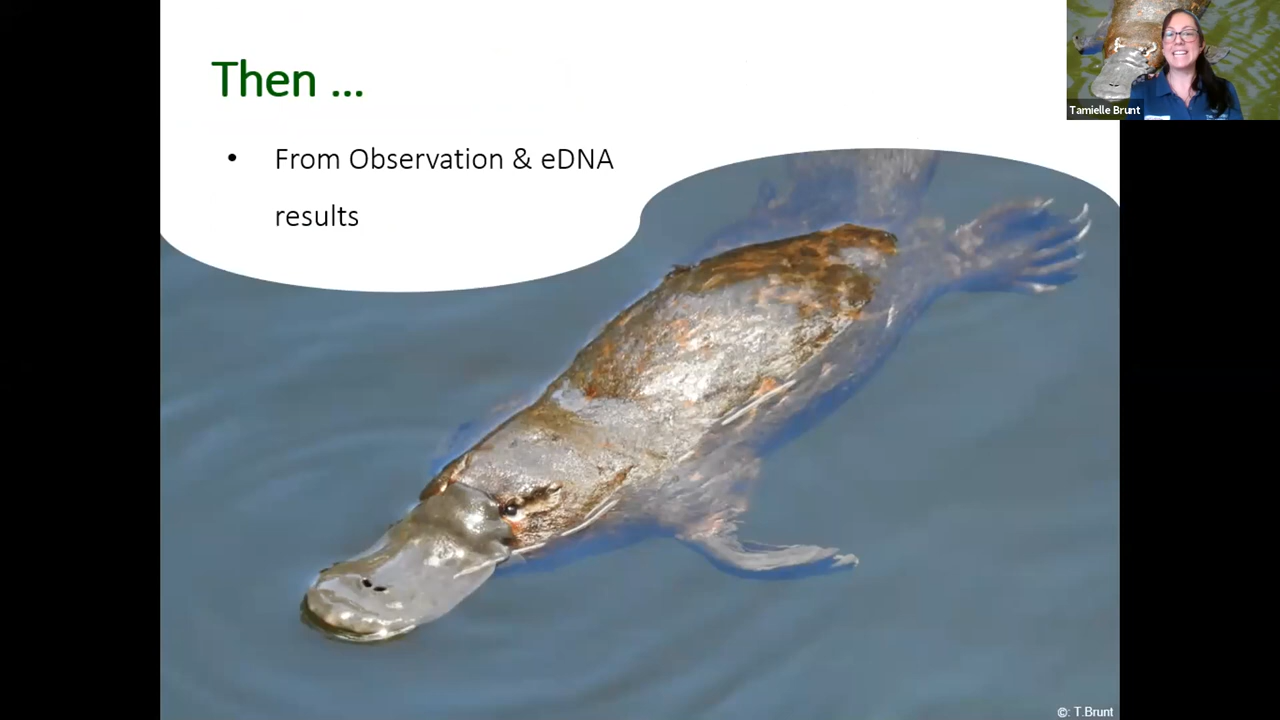 Then ...
• From Observation & eDNA
results
Tamielle Brunt
©: T.Brunt